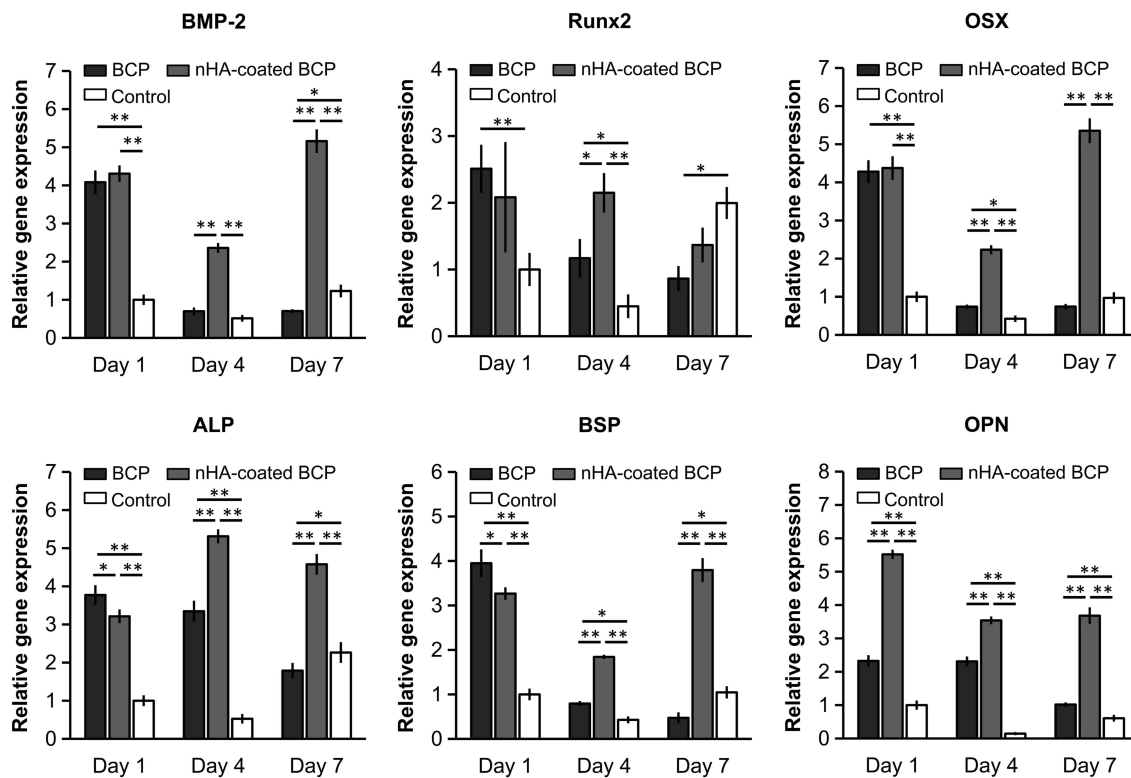 BMP-2
BCP nHA-coated BCP
Control
Relative gene expression
7
6
5
4
3
2
1
0
** ** * ** **
** **
Day 1 Day 4 Day 7
Runx2
BCP nHA-coated BCP
Control
Relative gene expression
4
3
2
1
0
** * * ** *
Day 1 Day 4 Day 7
OSX
BCP nHA-coated BCP
Control
Relative gene expression
7
6
5
4
3
2
1
0
** ** ** **
* ** **
Day 1 Day 4 Day 7
ALP
BCP nHA-coated BCP
Control
Relative gene expression
7
6
5
4
3
2
1
0
** ** *
* ** ** ** ** **
Day 1 Day 4 Day 7
BSP
BCP nHA-coated BCP
Control
Relative gene expression
6
5
4
3
2
1
0
** * ** * ** **
* ** **
Day 1 Day 4 Day 7
OPN
BCP nHA-coated BCP
Control
Relative gene expression
8
7
6
5
4
3
2
1
0
** ** **
** ** ** ** ** **
Day 1 Day 4 Day 7